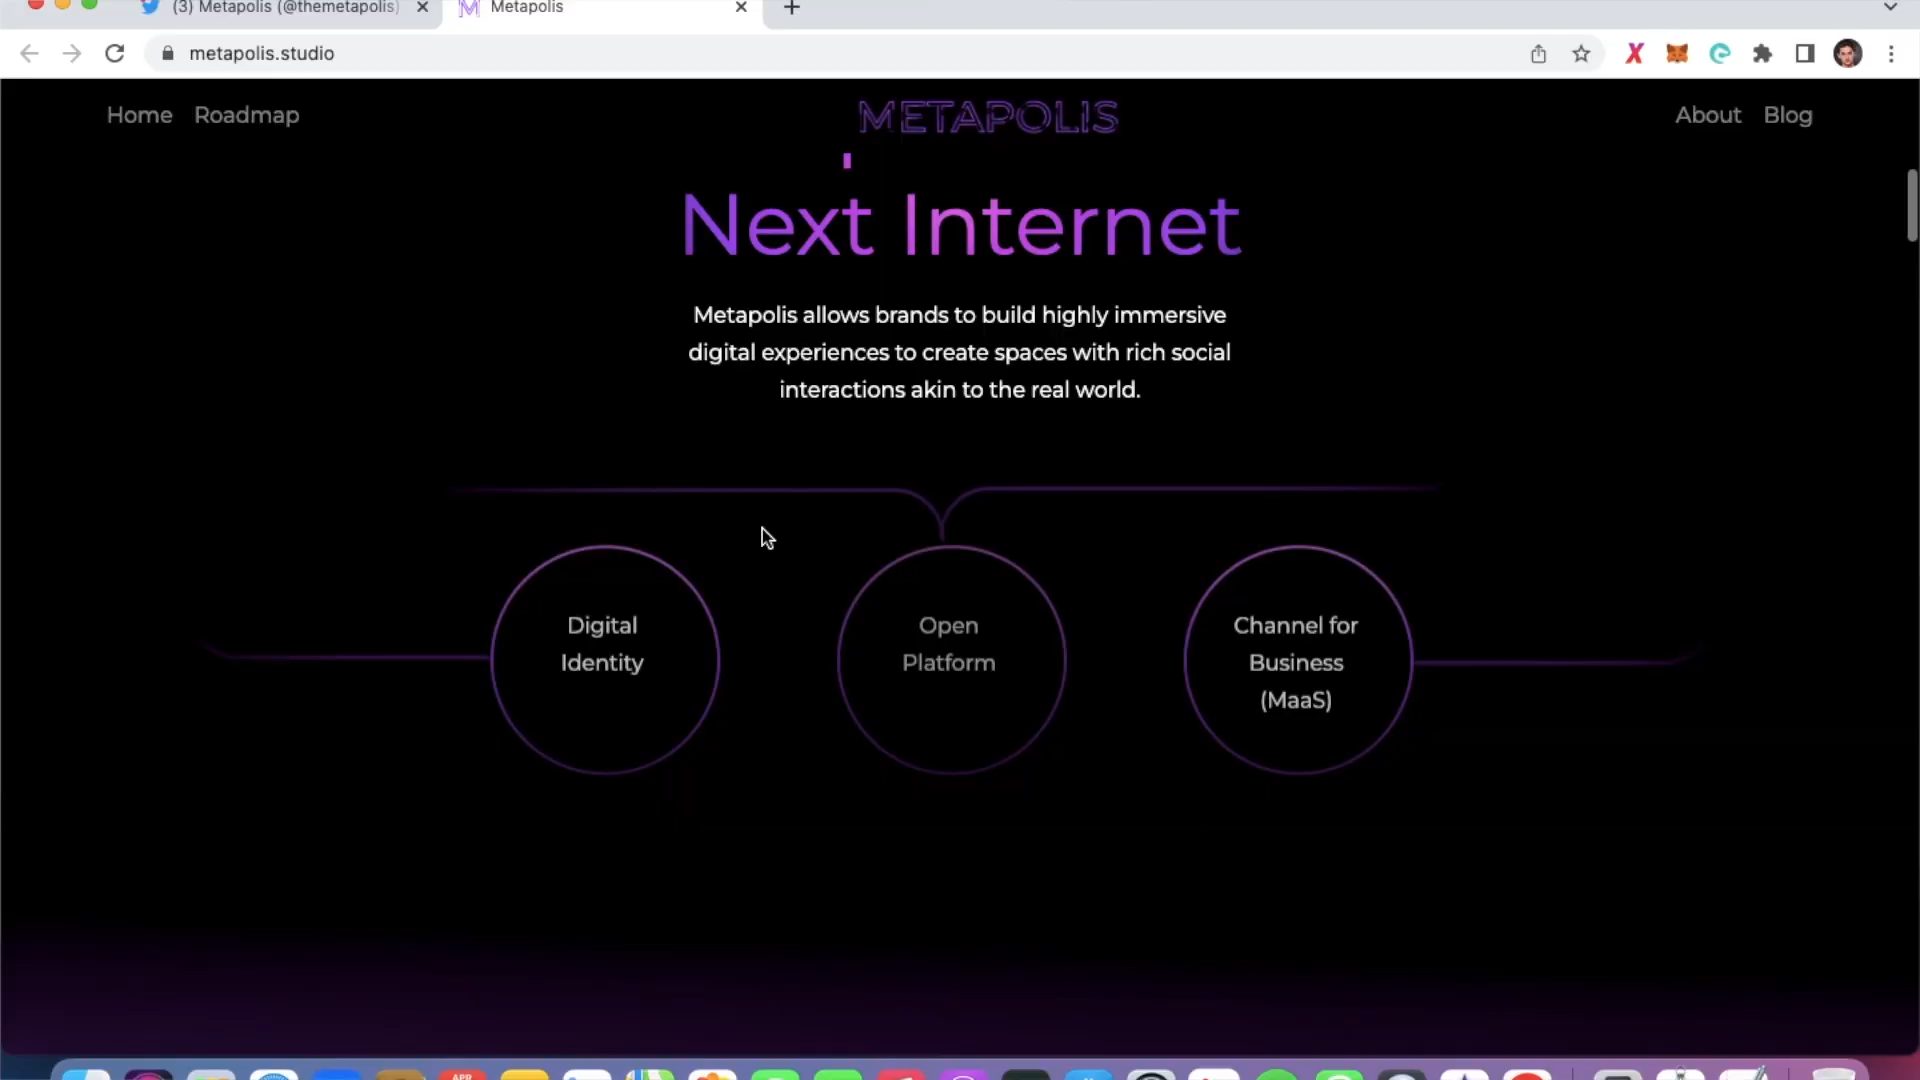 (3) Metapolis (@themetapolis)
Metapolis
metapolis.studio
Home Roadmap
METAPOLIS
About Blog
Next Internet
Metapolis allows brands to build highly immersive
digital experiences to create spaces with rich social
interactions akin to the real world.
Digital
Identity
Open
Platform
Channel for
Business
(MaaS)
APR